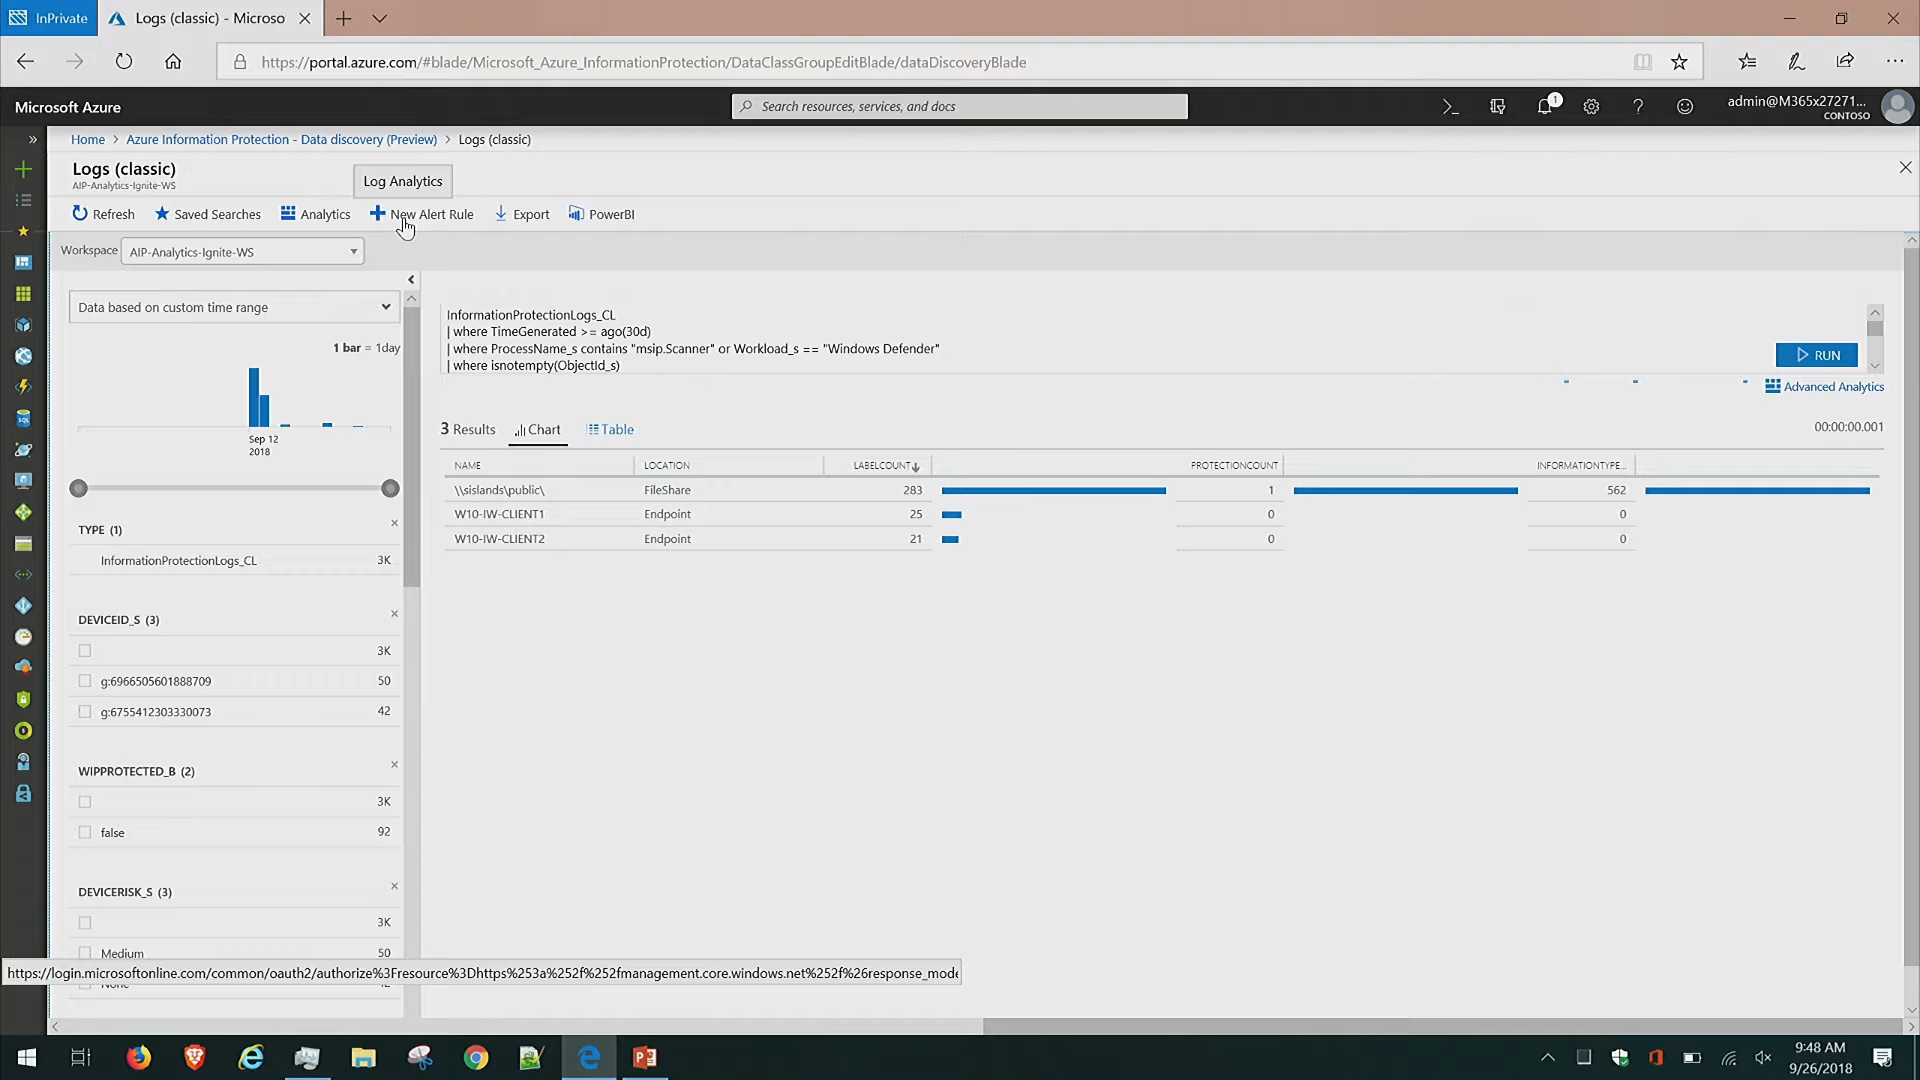 InPrivate
Logs (classic) - Microso
https://portal.azure.com/#blade/Microsoft_Azure_InformationProtection/DataClassGroupEditBlade/dataDiscoveryBlade
Microsoft Azure
Search resources, services, and docs
1
admin@M365x27271...
CONTOSO
Home > Azure Information Protection - Data discovery (Preview) > Logs (classic)
Logs (classic)
AIP-Analytics-Ignite-WS
Log Analytics
Refresh
Saved Searches
Analytics
New Alert Rule
Export
PowerBI
Workspace
AIP-Analytics-Ignite-WS
Data based on custom time range
1 bar = 1day
Sep 12
2018
TYPE (1)
InformationProtectionLogs_CL 3K
DEVICEID_S (3)
3K
g:6966505601888709 50
g:6755412303330073 42
WIPPROTECTED_B (2)
3K
false 92
DEVICERISK_S (3)
3K
Medium 50
InformationProtectionLogs_CL
| where TimeGenerated >= ago(30d)
| where ProcessName_s contains "msip.Scanner" or Workload_s == "Windows Defender"
| where isnotempty(ObjectId_s)
RUN
Advanced Analytics
3 Results
Chart
Table
00:00:00.001
NAME LOCATION LABELCOUNT PROTECTIONCOUNT INFORMATIONTYPE...
\\sislands\public\ FileShare 283 1 562
W10-IW-CLIENT1 Endpoint 25 0 0
W10-IW-CLIENT2 Endpoint 21 0 0
https://login.microsoftonline.com/common/oauth2/authorize%3Fresource%3Dhttps%253a%252f%252fmanagement.core.windows.net%252f%26response_mode
9:48 AM
9/26/2018